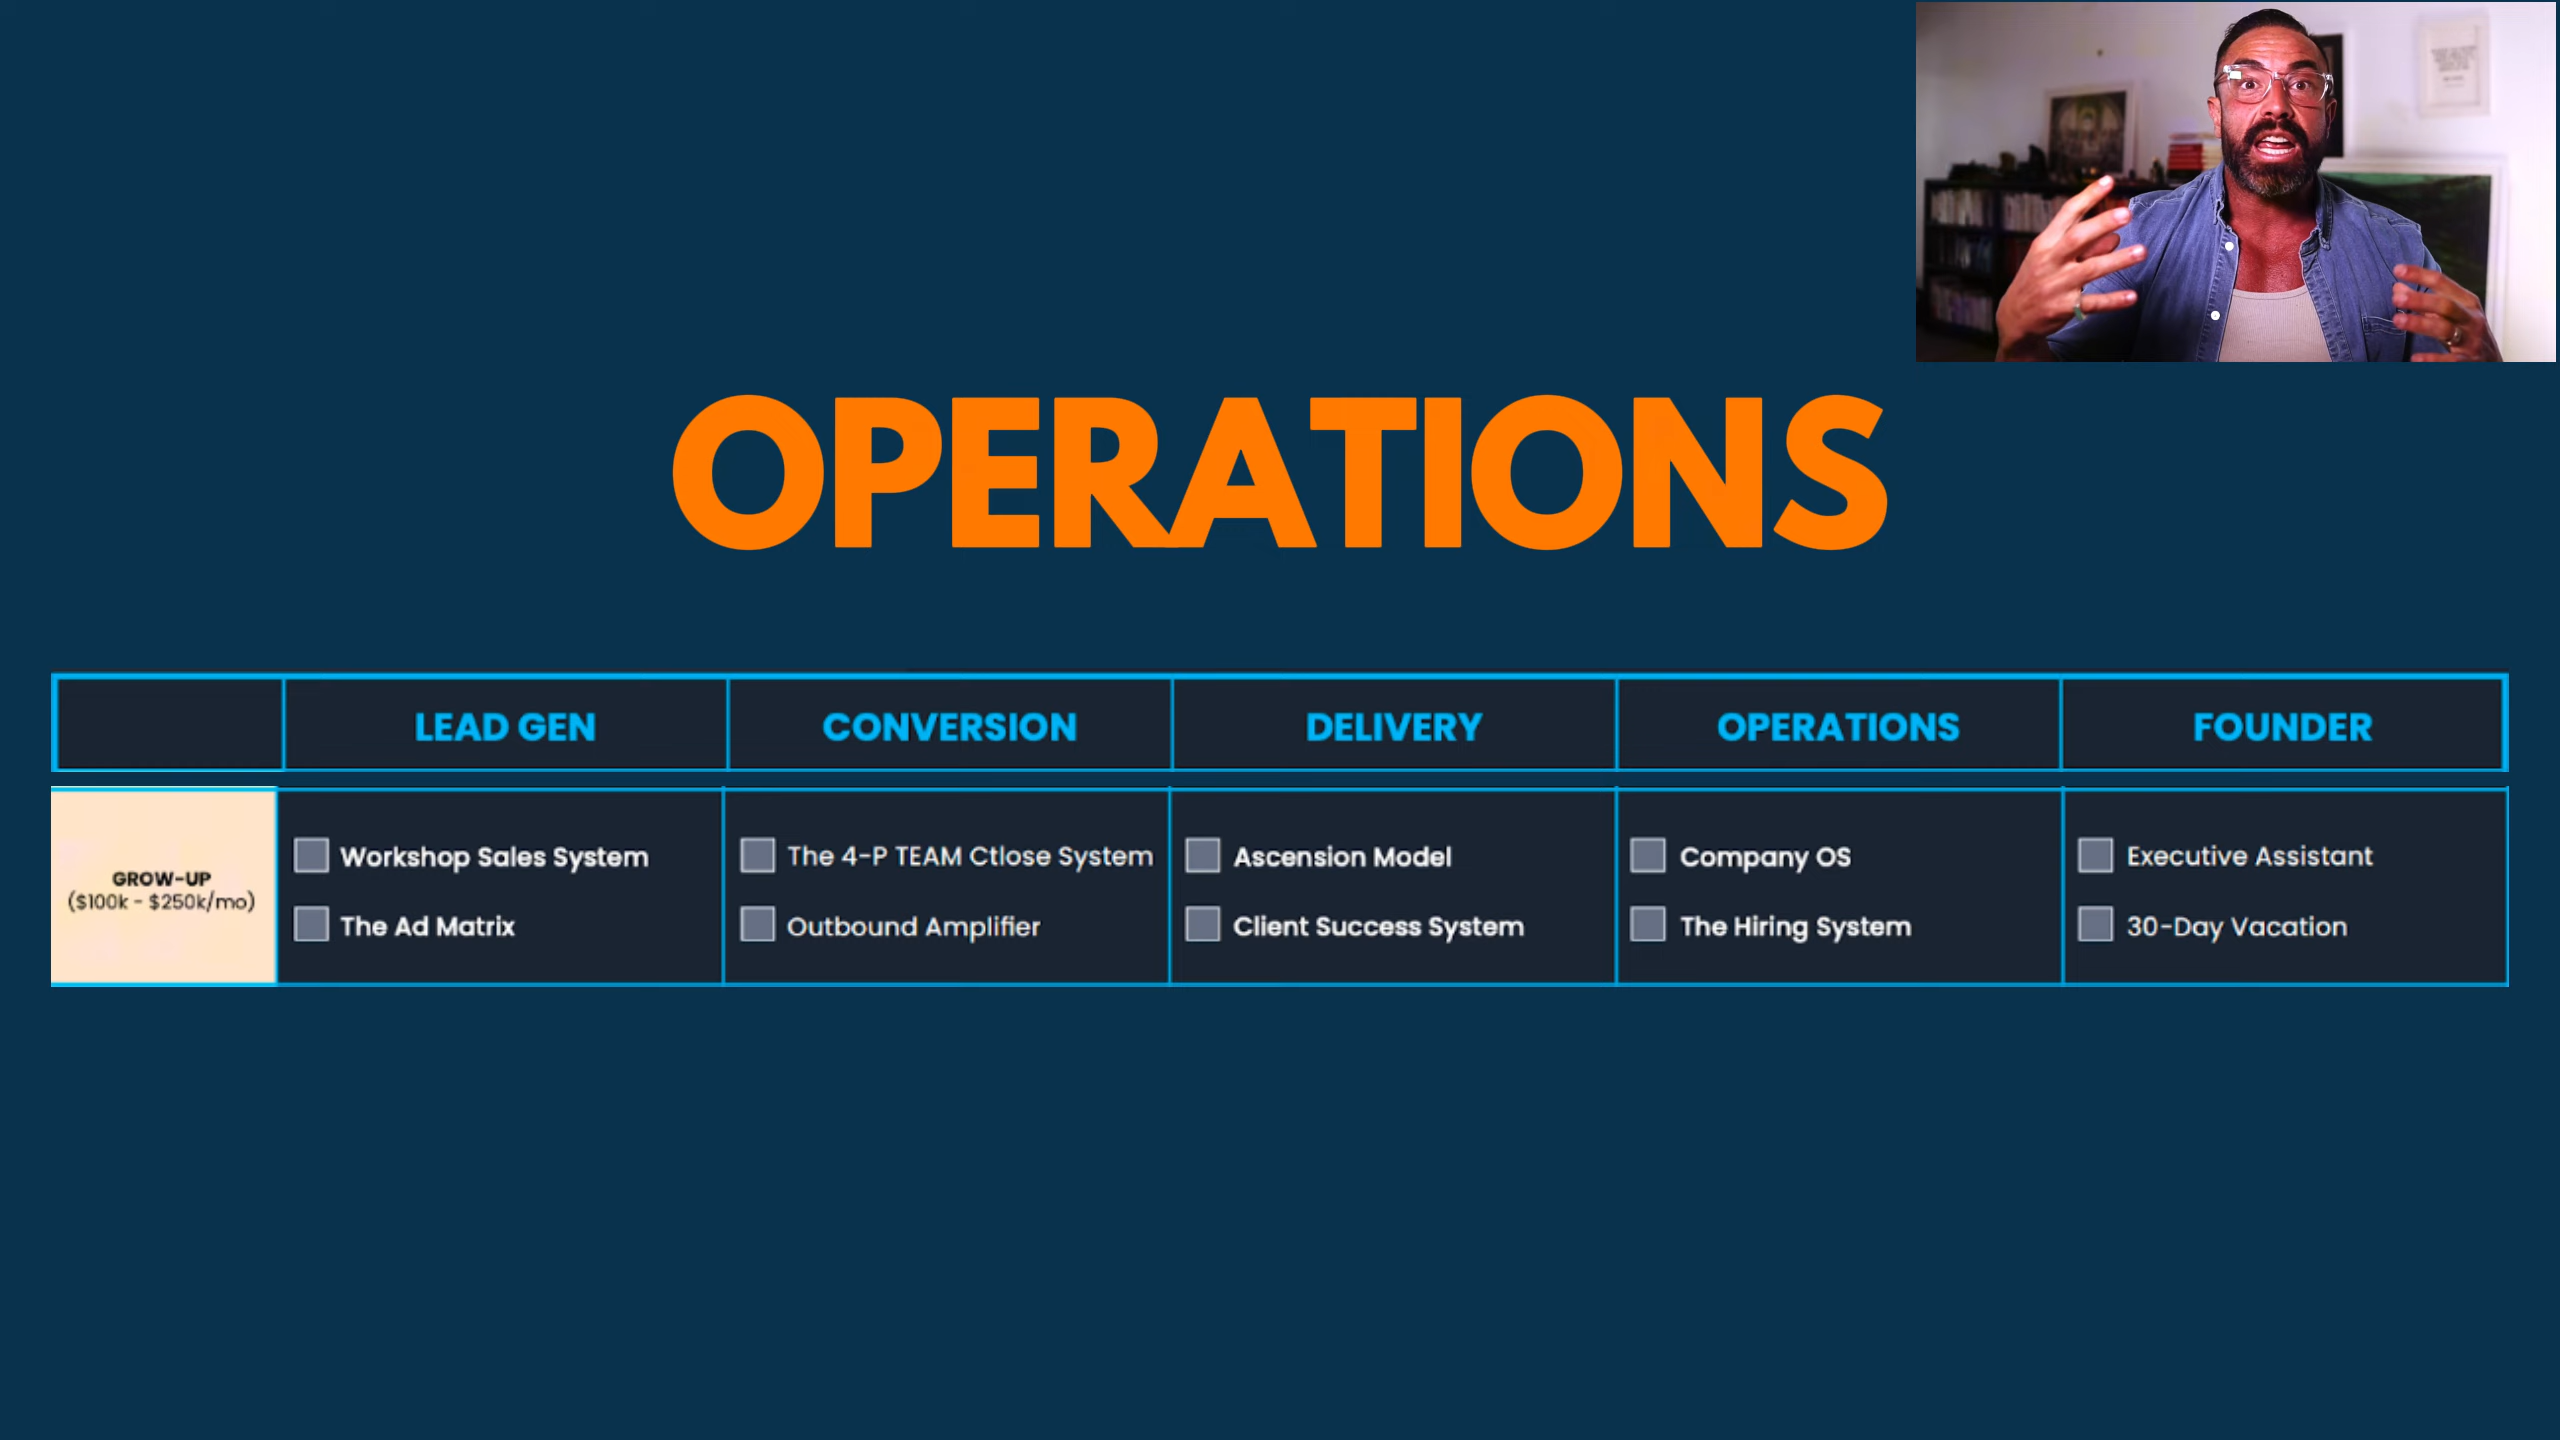 OPERATIONS
LEAD GEN
CONVERSION
DELIVERY
OPERATIONS
FOUNDER
GROW-UP
($100k - $250k/mo)
Workshop Sales System
The Ad Matrix
The 4-P TEAM Ctlose System
Outbound Amplifier
Ascension Model
Client Success System
Company OS
The Hiring System
Executive Assistant
30-Day Vacation